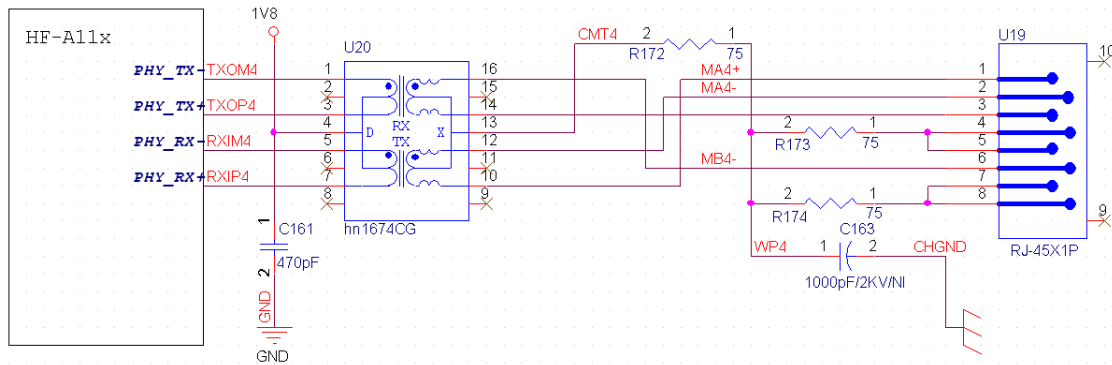 HF-A11x
1V8
U20
CMT4
2
R172
1
75
U19
10
PHY_TX- TXOM4
1
16
MA4+
1
2
15
MA4-
2
PHY_TX+ TXOP4
3
14
3
RX
4
D
X
13
2
1
4
TX
R173
75
PHY_RX- RXIM4
5
12
5
6
11
MB4-
6
PHY_RX+ RXIP4
7
10
7
8
9
2
1
8
R174
75
9
hn1674CG
1
C161
470pF
2
C163
WP4
1
2
CHGND
RJ-45X1P
1000pF/2KV/NI
GND
GND